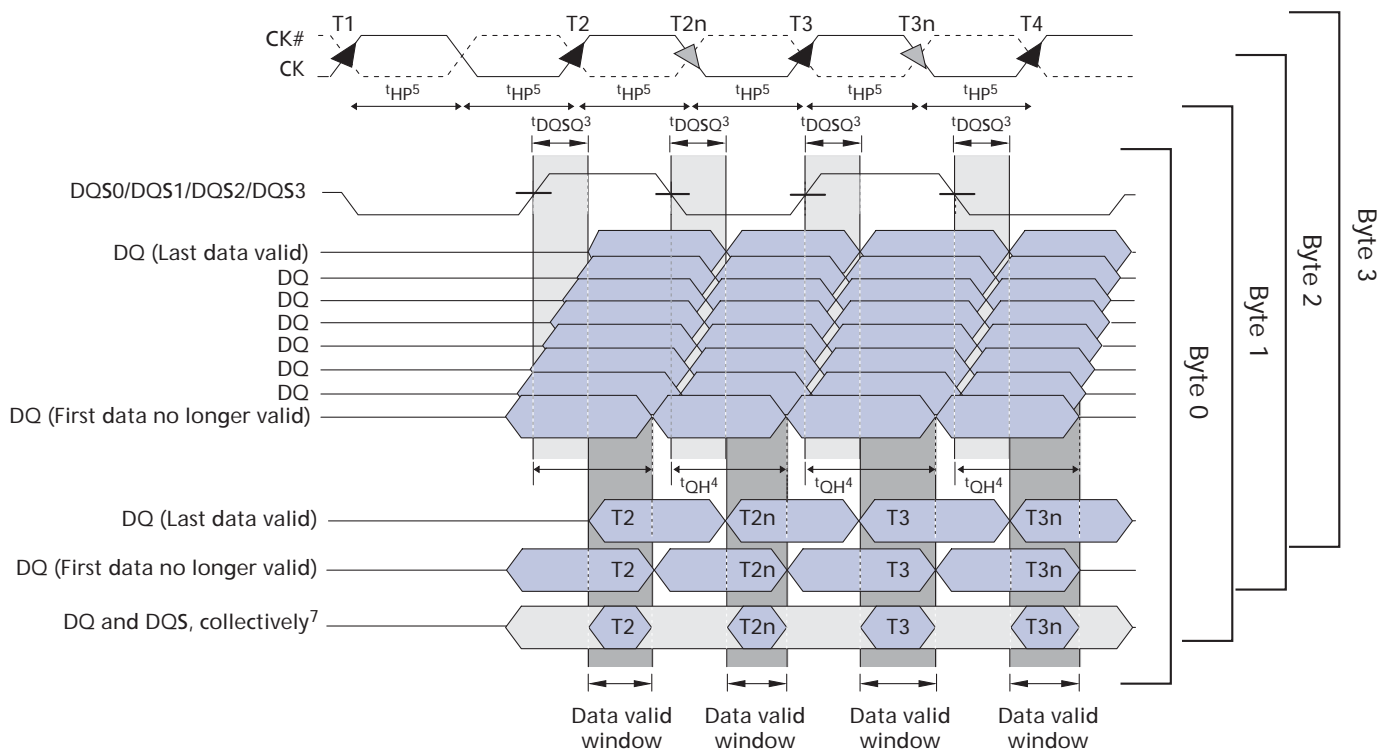 T1 T2 T2n T3 T3n T4
CK#
CK
tHP5 tHP5 tHP5 tHP5 tHP5 tHP5
tDQSQ3 tDQSQ3 tDQSQ3 tDQSQ3
DQS0/DQS1/DQS2/DQS3
DQ (Last data valid)
DQ
DQ
DQ
DQ
DQ
DQ
DQ (First data no longer valid)
tQH4 tQH4 tQH4
DQ (Last data valid) T2 T2n T3 T3n
DQ (First data no longer valid) T2 T2n T3 T3n
DQ and DQS, collectively7 T2 T2n T3 T3n
Data valid window
Data valid window
Data valid window
Data valid window
Byte 0
Byte 1
Byte 2
Byte 3